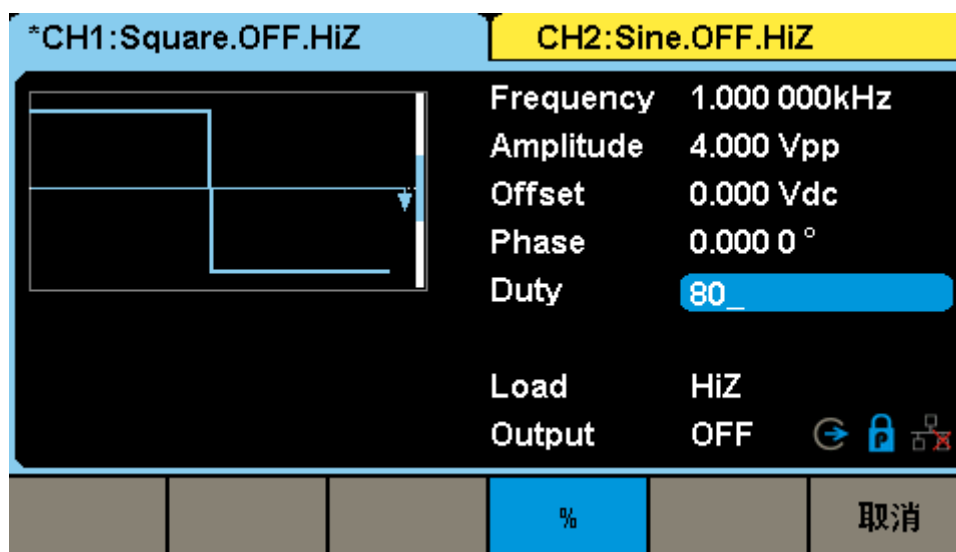 *CH1:Square.OFF.HiZ
CH2:Sine.OFF.HiZ
Frequency 1.000 000kHz
Amplitude 4.000 Vpp
Offset 0.000 Vdc
Phase 0.000 0 °
Duty 80_
Load HiZ
Output OFF
% 取消